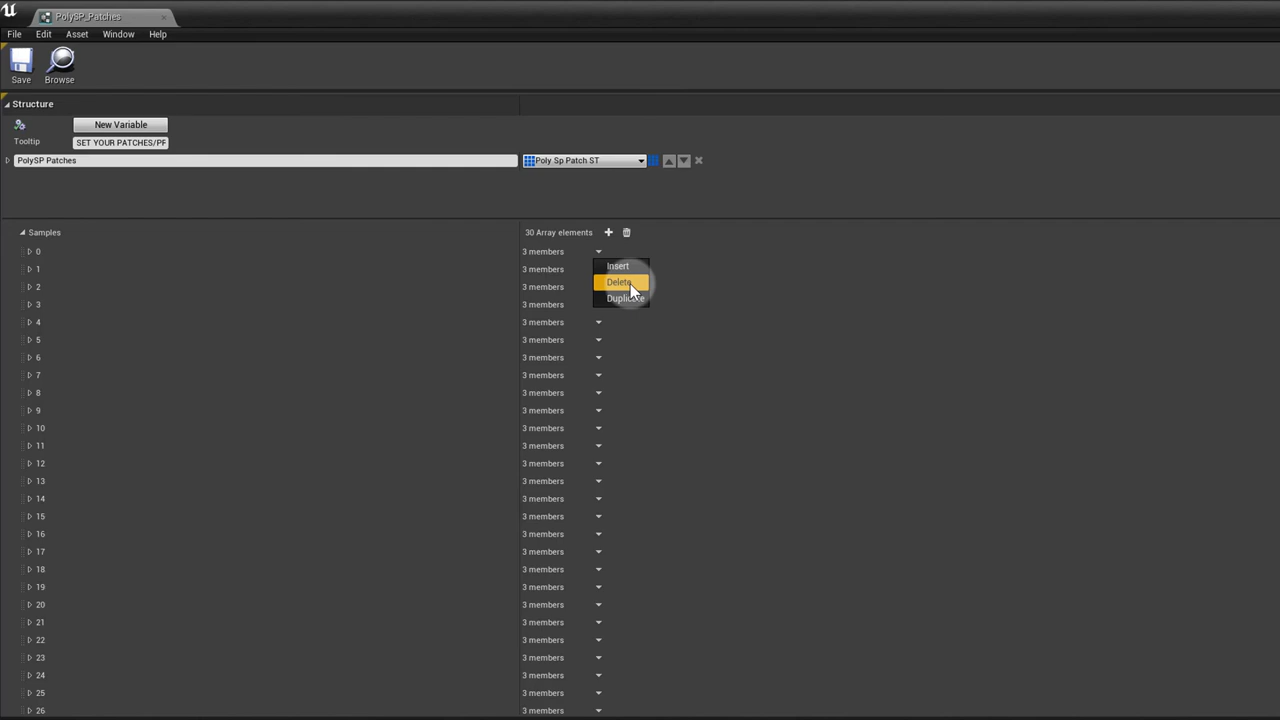 PolySP_Patches
File Edit Asset Window Help
Save Browse
Structure
New Variable
Tooltip SET YOUR PATCHES/PF
PolySP Patches Poly Sp Patch ST
Samples 30 Array elements
0 3 members
Insert
1 3 members
Delete
2 3 members
Duplicate
3 3 members
4 3 members
5 3 members
6 3 members
7 3 members
8 3 members
9 3 members
10 3 members
11 3 members
12 3 members
13 3 members
14 3 members
15 3 members
16 3 members
17 3 members
18 3 members
19 3 members
20 3 members
21 3 members
22 3 members
23 3 members
24 3 members
25 3 members
26 3 members